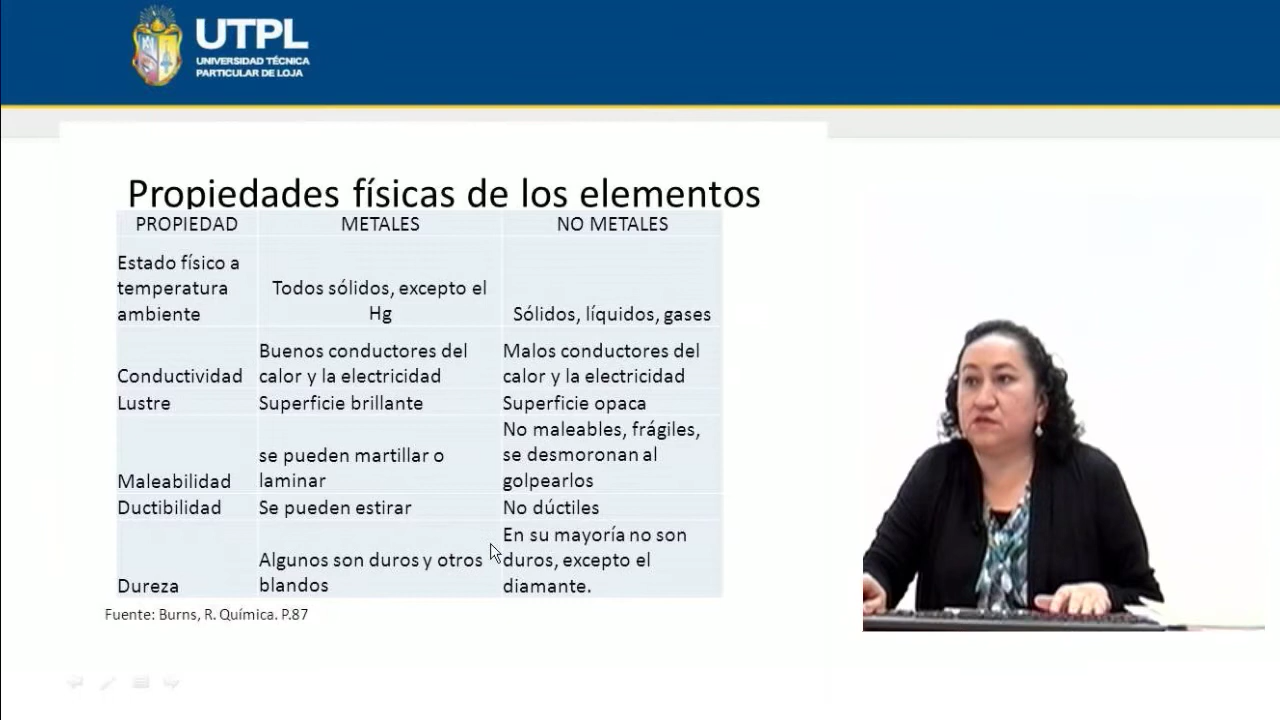 UTPL
UNIVERSIDAD TÉCNICA
PARTICULAR DE LOJA
Propiedades físicas de los elementos
PROPIEDAD METALES NO METALES
Estado físico a
temperatura
ambiente
Todos sólidos, excepto el
Hg
Sólidos, líquidos, gases
Conductividad
Buenos conductores del
calor y la electricidad
Malos conductores del
calor y la electricidad
Lustre
Superficie brillante
Superficie opaca
Maleabilidad
se pueden martillar o
laminar
No maleables, frágiles,
se desmoronan al
golpearlos
Ductibilidad
Se pueden estirar
No dúctiles
Dureza
Algunos son duros y otros
blandos
En su mayoría no son
duros, excepto el
diamante.
Fuente: Burns, R. Química. P.87